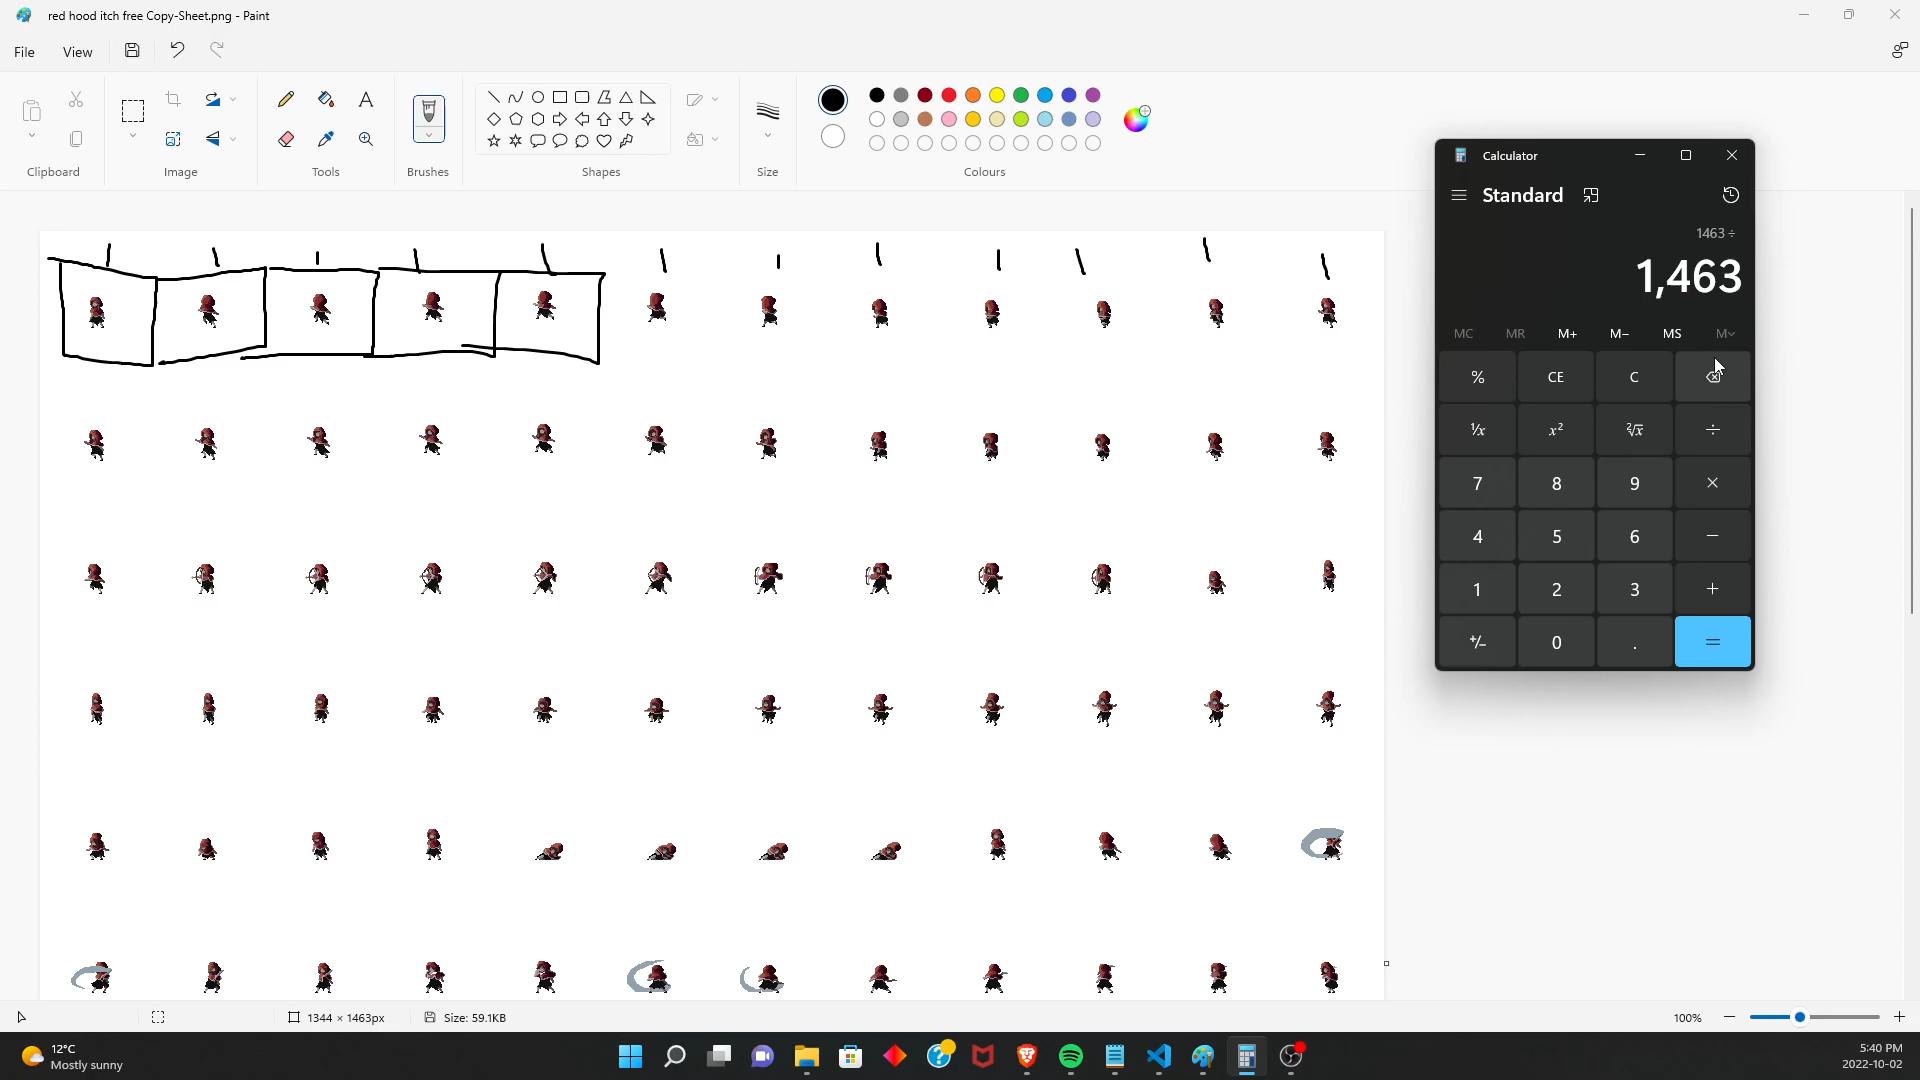 red hood itch free Copy-Sheet.png - Paint
File View
Clipboard Image Tools Brushes Shapes Size Colours
Calculator
Standard
1463 ÷
1,463
MC MR M+ M− MS M
% CE C
⅟x x² ²√x ÷
7 8 9 ×
4 5 6 −
1 2 3 +
+/− 0 . =
1344 × 1463px Size: 59.1KB 100%
12°C
Mostly sunny
5:40 PM
2022-10-02